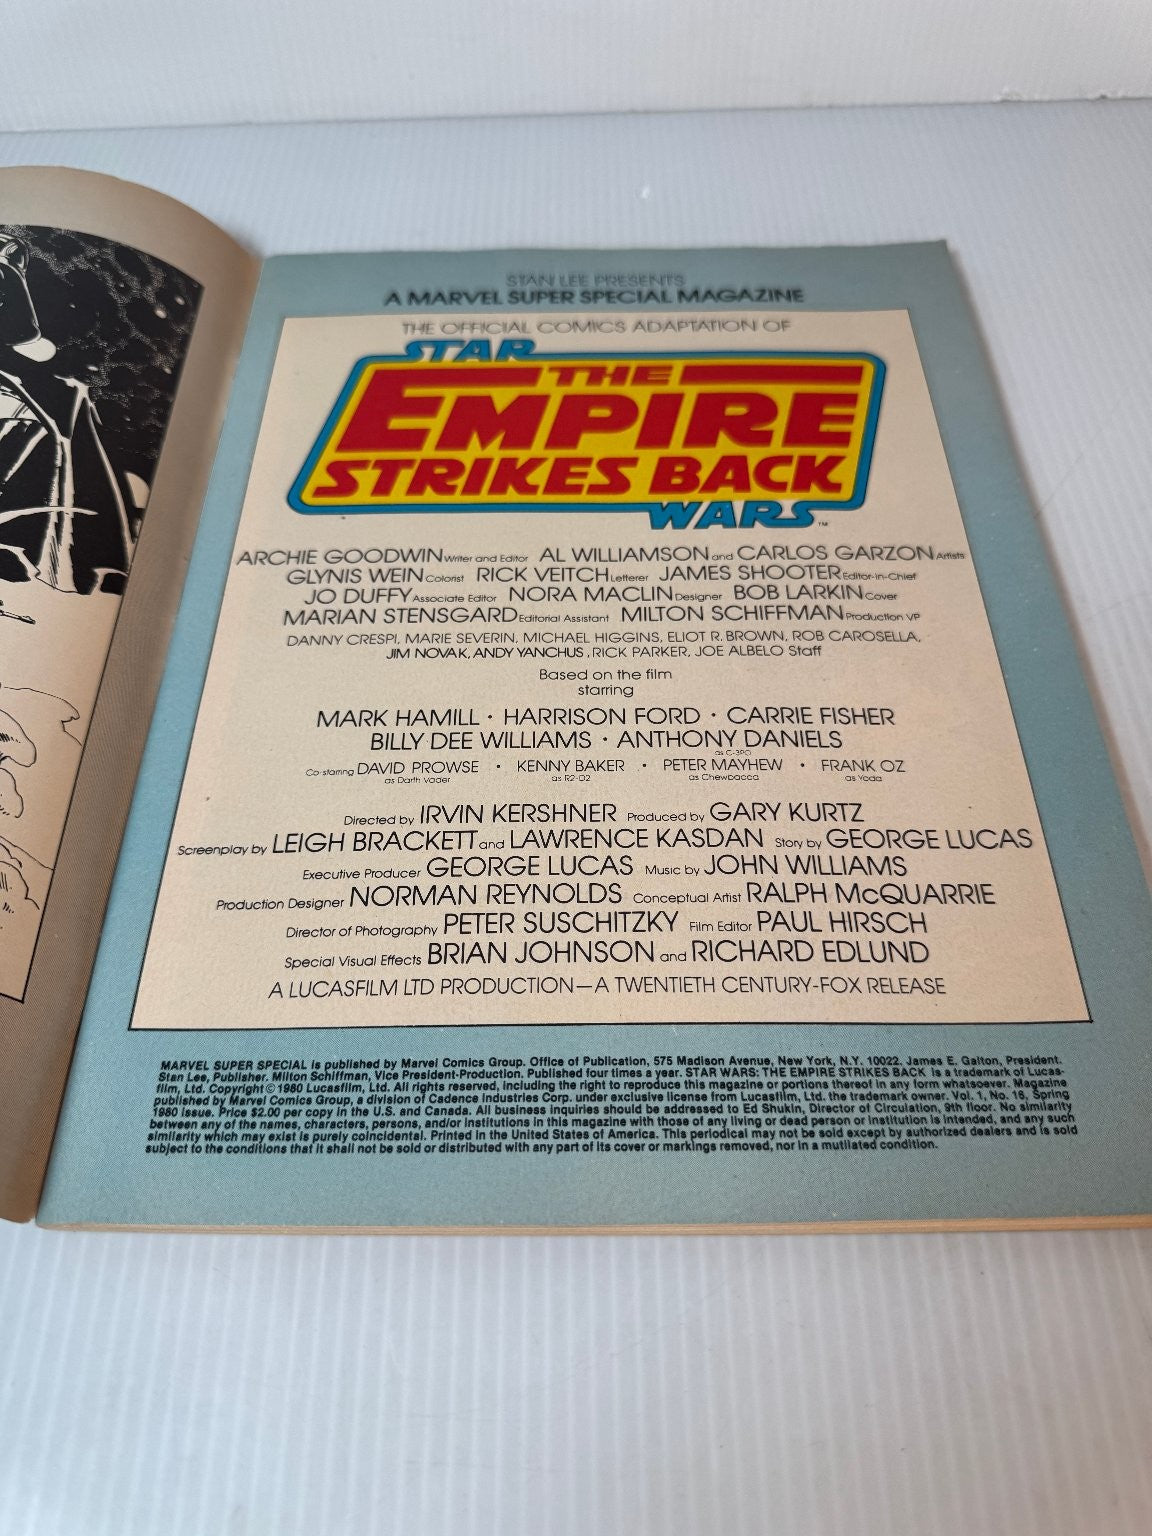 STAN LEE PRESENTS
A MARVEL SUPER SPECIAL MAGAZINE
THE OFFICIAL COMICS ADAPTATION OF
STAR
THE
EMPIRE
STRIKES BACK
WARS™
ARCHIE GOODWIN Writer and Editor AL WILLIAMSON and CARLOS GARZON Artists
GLYNIS WEIN Colorist RICK VEITCH Letterer JAMES SHOOTER Editor-in-Chief
JO DUFFY Associate Editor NORA MACLIN Designer BOB LARKIN Cover
MARIAN STENSGARD Editorial Assistant MILTON SCHIFFMAN Production VP
DANNY CRESPI, MARIE SEVERIN, MICHAEL HIGGINS, ELIOT R. BROWN, ROB CAROSELLA,
JIM NOVAK, ANDY YANCHUS, RICK PARKER, JOE ALBELO Staff
Based on the film
starring
MARK HAMILL · HARRISON FORD · CARRIE FISHER
BILLY DEE WILLIAMS · ANTHONY DANIELS
as C-3PO
Co-starring DAVID PROWSE · KENNY BAKER · PETER MAYHEW · FRANK OZ
as Darth Vader as R2-D2 as Chewbacca as Yoda
Directed by IRVIN KERSHNER Produced by GARY KURTZ
Screenplay by LEIGH BRACKETT and LAWRENCE KASDAN Story by GEORGE LUCAS
Executive Producer GEORGE LUCAS Music by JOHN WILLIAMS
Production Designer NORMAN REYNOLDS Conceptual Artist RALPH McQUARRIE
Director of Photography PETER SUSCHITZKY Film Editor PAUL HIRSCH
Special Visual Effects BRIAN JOHNSON and RICHARD EDLUND
A LUCASFILM LTD PRODUCTION—A TWENTIETH CENTURY-FOX RELEASE
MARVEL SUPER SPECIAL is published by Marvel Comics Group. Office of Publication, 575 Madison Avenue, New York, N.Y. 10022. James E. Galton, President.
Stan Lee, Publisher. Milton Schiffman, Vice President-Production. Published four times a year. STAR WARS: THE EMPIRE STRIKES BACK is a trademark of Lucas-
film, Ltd. Copyright © 1980 Lucasfilm, Ltd. All rights reserved, including the right to reproduce this magazine or portions thereof in any form whatsoever. Magazine
published by Marvel Comics Group, a division of Cadence Industries Corp. under exclusive license from Lucasfilm, Ltd. the trademark owner. Vol. 1, No. 16, Spring
1980 issue. Price $2.00 per copy in the U.S. and Canada. All business inquiries should be addressed to Ed Shukin, Director of Circulation, 9th floor. No similarity
between any of the names, characters, persons, and/or institutions in this magazine with those of any living or dead person or institution is intended, and any such
similarity which may exist is purely coincidental. Printed in the United States of America. This periodical may not be sold except by authorized dealers and is sold
subject to the conditions that it shall not be sold or distributed with any part of its cover or markings removed, nor in a mutilated condition.